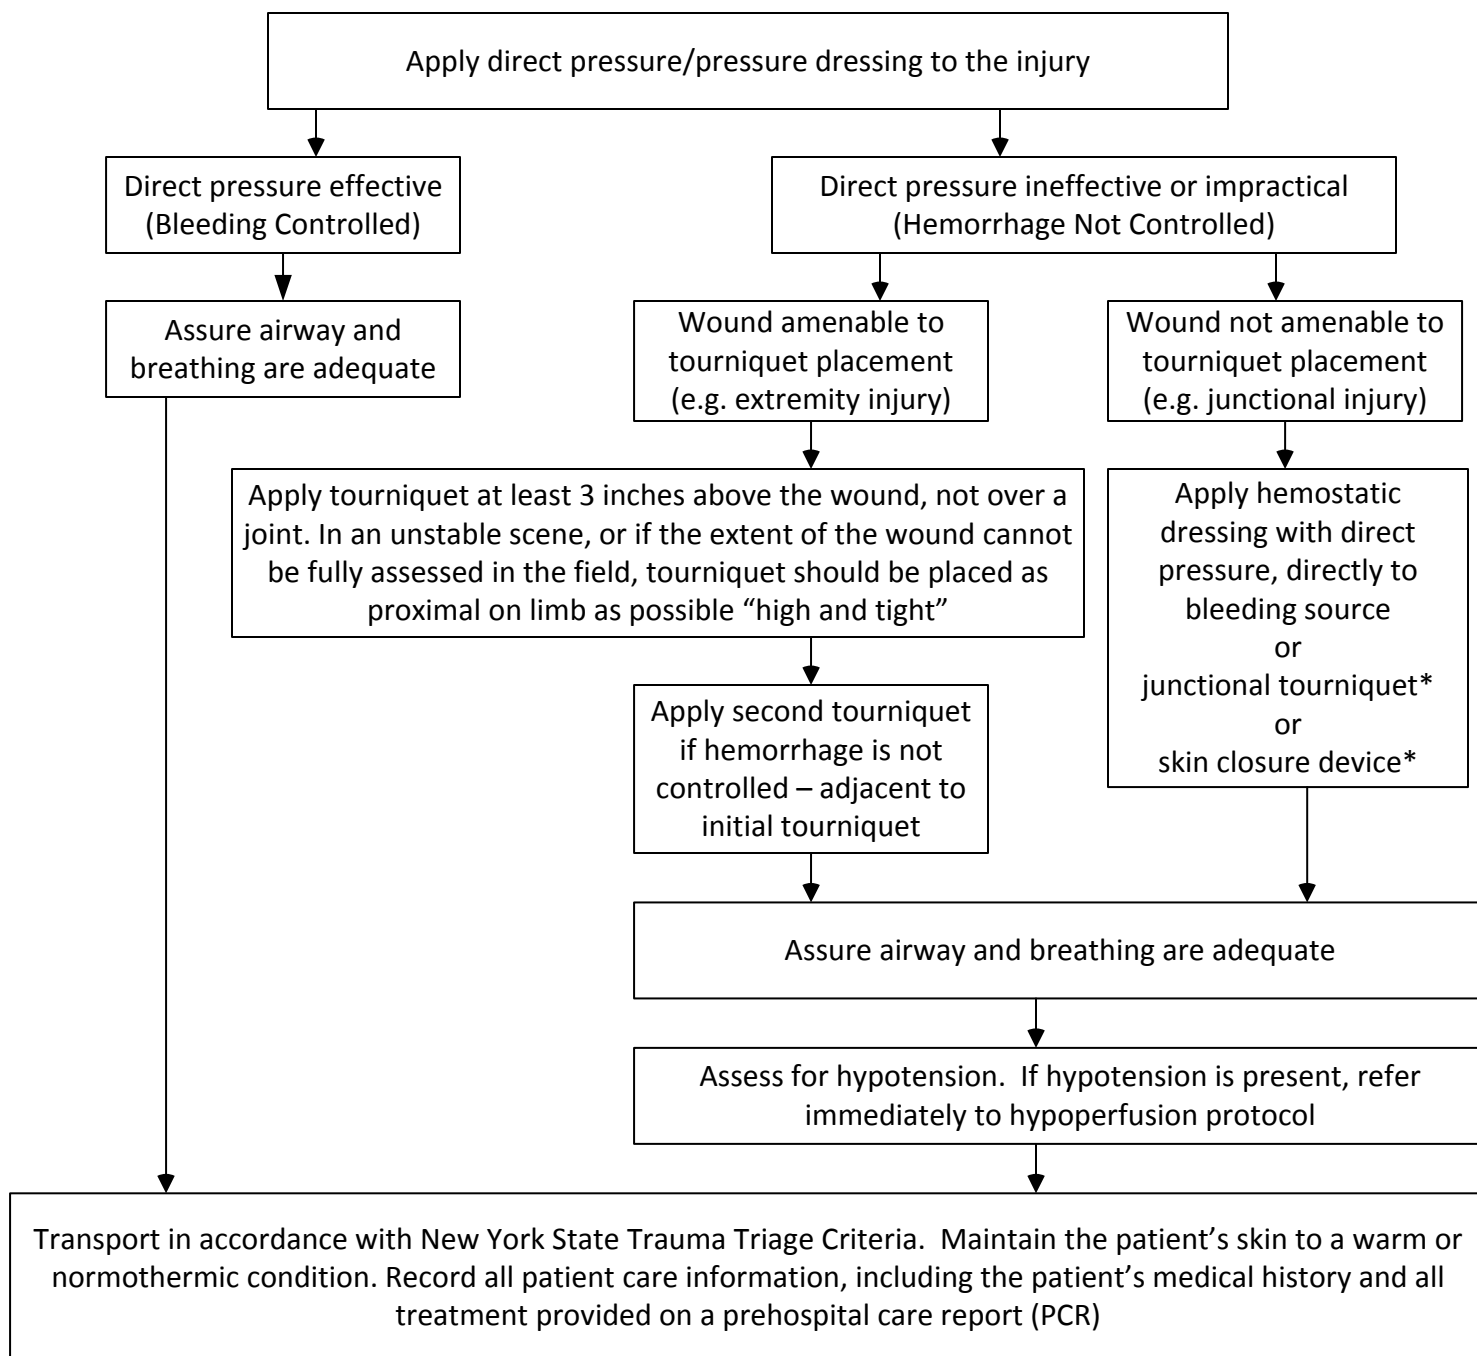 Apply direct pressure/pressure dressing to the injury
Direct pressure effective
(Bleeding Controlled)
Direct pressure ineffective or impractical
(Hemorrhage Not Controlled)
Assure airway and
breathing are adequate
Wound amenable to
tourniquet placement
(e.g. extremity injury)
Wound not amenable to
tourniquet placement
(e.g. junctional injury)
Apply tourniquet at least 3 inches above the wound, not over a
joint. In an unstable scene, or if the extent of the wound cannot
be fully assessed in the field, tourniquet should be placed as
proximal on limb as possible “high and tight”
Apply hemostatic
dressing with direct
pressure, directly to
bleeding source
or
junctional tourniquet*
or
skin closure device*
Apply second tourniquet
if hemorrhage is not
controlled – adjacent to
initial tourniquet
Assure airway and breathing are adequate
Assess for hypotension.  If hypotension is present, refer
immediately to hypoperfusion protocol
Transport in accordance with New York State Trauma Triage Criteria.  Maintain the patient’s skin to a warm or
normothermic condition. Record all patient care information, including the patient’s medical history and all
treatment provided on a prehospital care report (PCR)